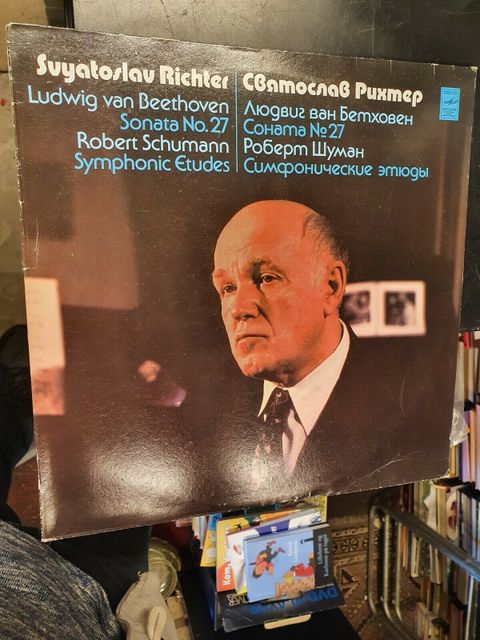 Svyatoslav Richter
Ludwig van Beethoven
Sonata No. 27
Robert Schumann
Symphonic Etudes
Святослав Рихтер
Людвиг ван Бетховен
Соната № 27
Роберт Шуман
Симфонические этюды